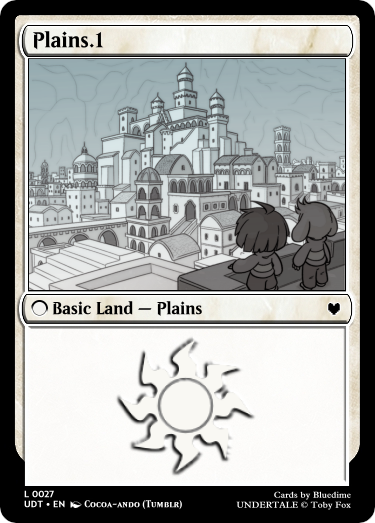 Plains.1
Basic Land — Plains
L 0027
UDT • EN Cocoa-ando (Tumblr)
Cards by Bluedime
UNDERTALE © Toby Fox